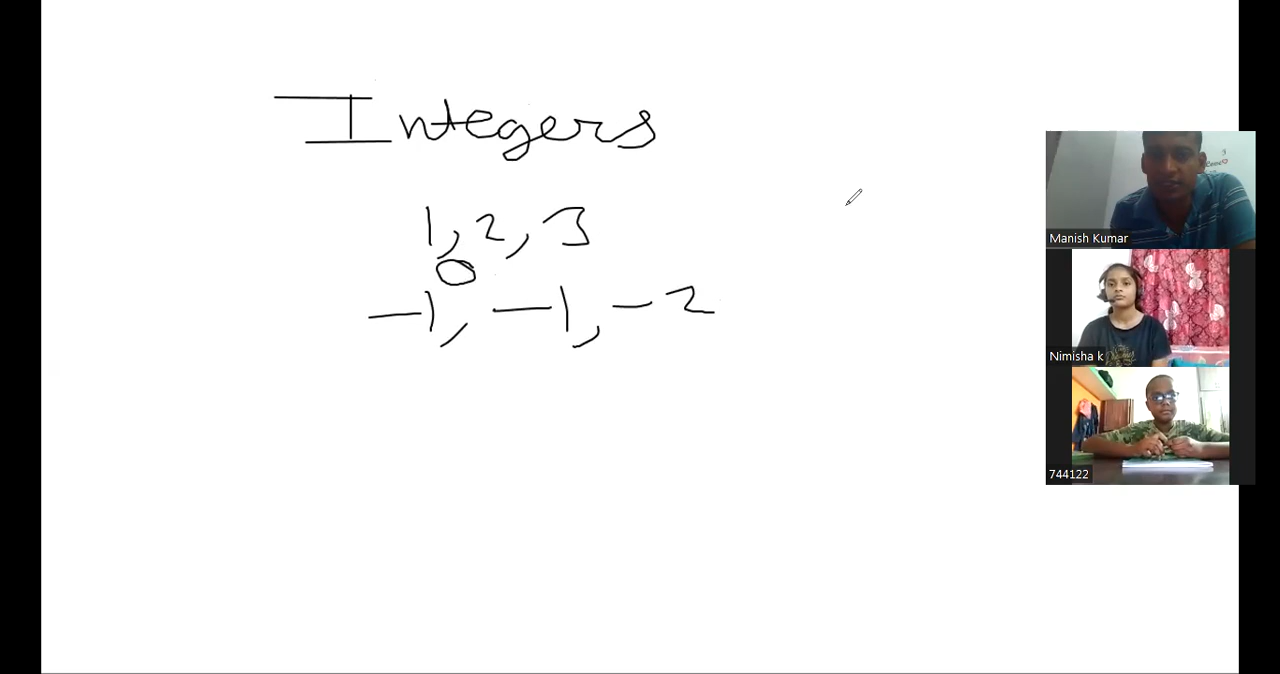 Integers
1, 2, 3
0
-1, -1, -2
Manish Kumar
Nimisha k
744122